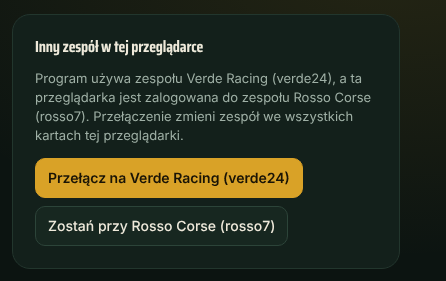 Inny zespół w tej przeglądarce
Program używa zespołu Verde Racing (verde24), a ta
przeglądarka jest zalogowana do zespołu Rosso Corse
(rosso7). Przełączenie zmieni zespół we wszystkich
kartach tej przeglądarki.
Przełącz na Verde Racing (verde24)
Zostań przy Rosso Corse (rosso7)